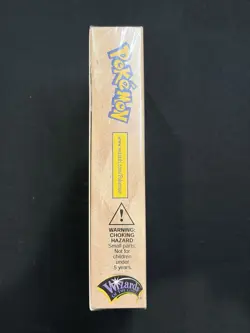 POKéMON
WARNING:
CHOKING
HAZARD
Small parts.
Not for
children
under
3 years.
Wizards